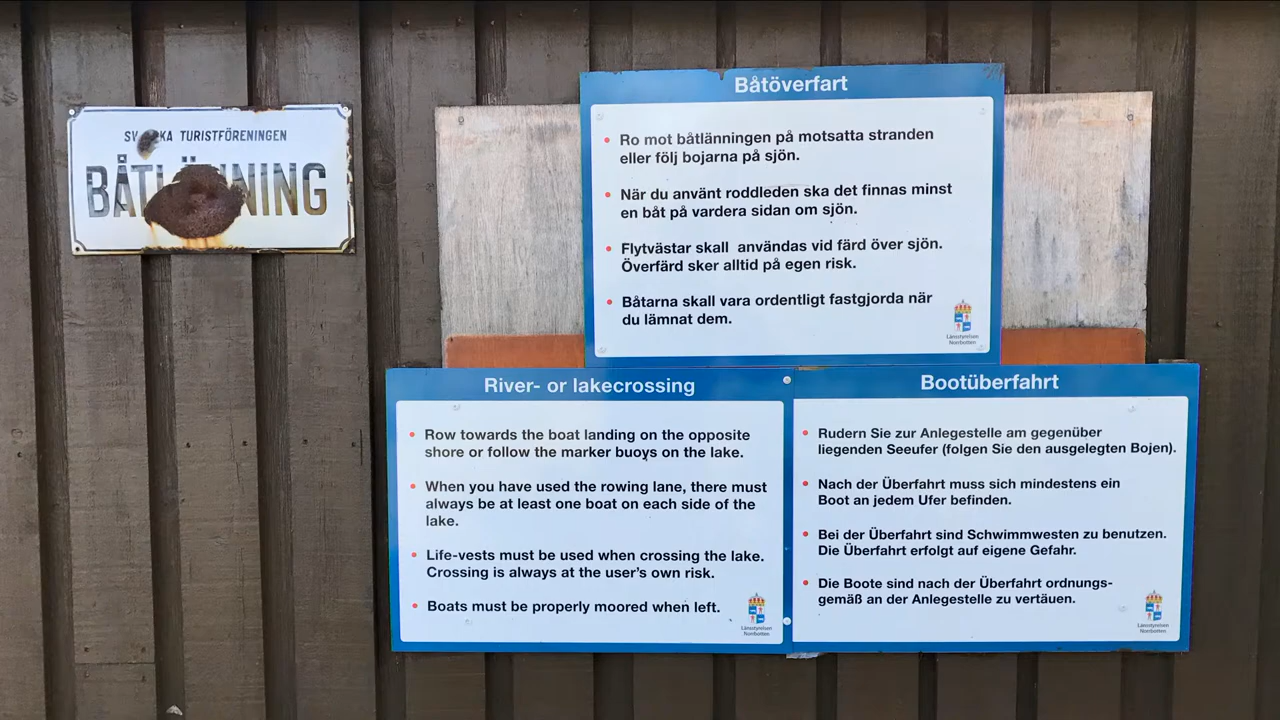 SVENSKA TURISTFÖRENINGEN
BÅTLÄNNING
Båtöverfart
Ro mot båtlänningen på motsatta stranden
eller följ bojarna på sjön.
När du använt roddleden ska det finnas minst
en båt på vardera sidan om sjön.
Flytvästar skall användas vid färd över sjön.
Överfärd sker alltid på egen risk.
Båtarna skall vara ordentligt fastgjorda när
du lämnat dem.
Länsstyrelsen
Norrbotten
River- or lakecrossing
Row towards the boat landing on the opposite
shore or follow the marker buoys on the lake.
When you have used the rowing lane, there must
always be at least one boat on each side of the
lake.
Life-vests must be used when crossing the lake.
Crossing is always at the user's own risk.
Boats must be properly moored when left.
Länsstyrelsen
Norrbotten
Bootüberfahrt
Rudern Sie zur Anlegestelle am gegenüber
liegenden Seeufer (folgen Sie den ausgelegten Bojen).
Nach der Überfahrt muss sich mindestens ein
Boot an jedem Ufer befinden.
Bei der Überfahrt sind Schwimmwesten zu benutzen.
Die Überfahrt erfolgt auf eigene Gefahr.
Die Boote sind nach der Überfahrt ordnungs-
gemäß an der Anlegestelle zu vertäuen.
Länsstyrelsen
Norrbotten